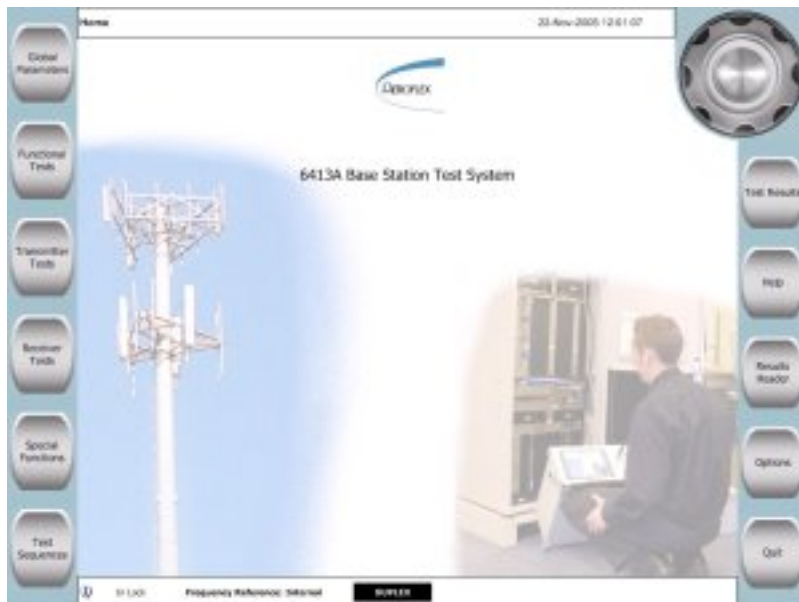 Home
22-Nov-2005 12:01:07
AEROFLEX
6413A Base Station Test System
Global
Parameters
Functional
Tests
Transmitter
Tests
Receiver
Tests
Special
Functions
Test
Sequences
Test Results
Help
Results
Reader
Options
Quit
In Lock
Frequency Reference: Internal
DUPLEX